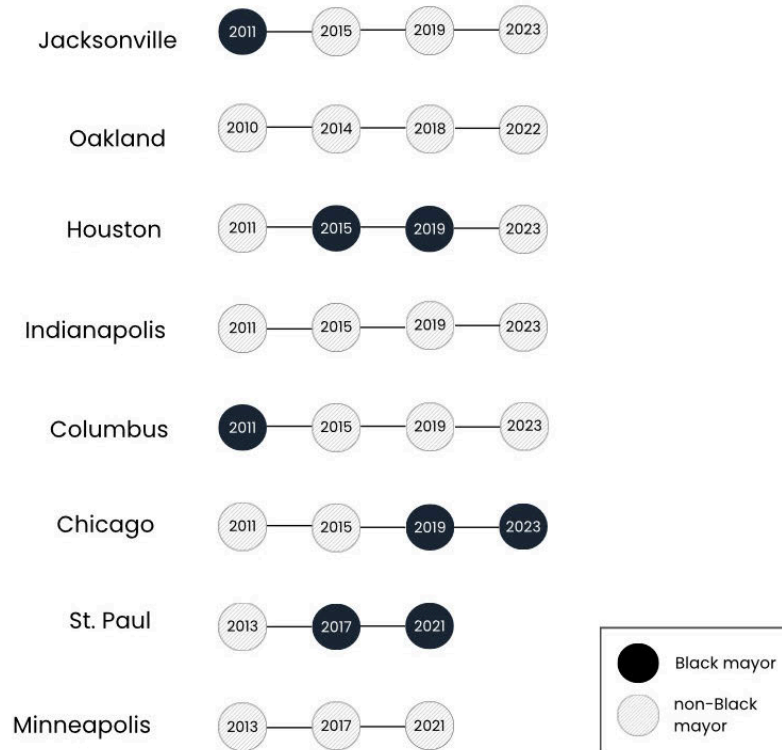 Jacksonville 2011 2015 2019 2023
Oakland 2010 2014 2018 2022
Houston 2011 2015 2019 2023
Indianapolis 2011 2015 2019 2023
Columbus 2011 2015 2019 2023
Chicago 2011 2015 2019 2023
St. Paul 2013 2017 2021
Minneapolis 2013 2017 2021
Black mayor
non-Black
mayor